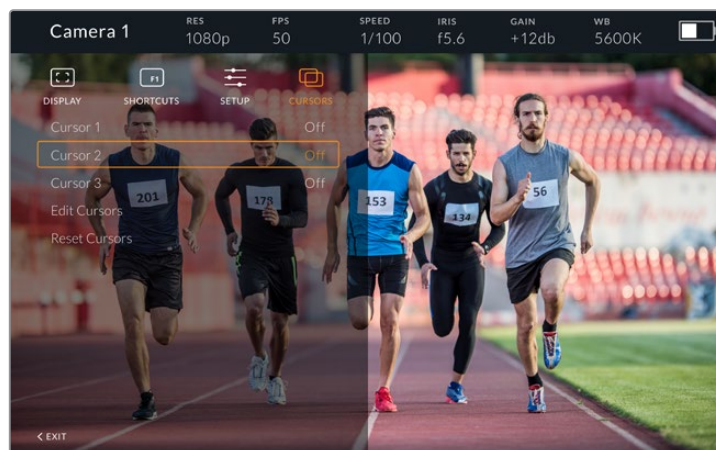 Camera 1
RES
1080p
FPS
50
SPEED
1/100
IRIS
f5.6
GAIN
+12db
WB
5600K
F1
DISPLAY
SHORTCUTS
SETUP
CURSORS
Cursor 1 Off
Cursor 2 Off
Cursor 3 Off
Edit Cursors
Reset Cursors
201
178
153
134
56
< EXIT